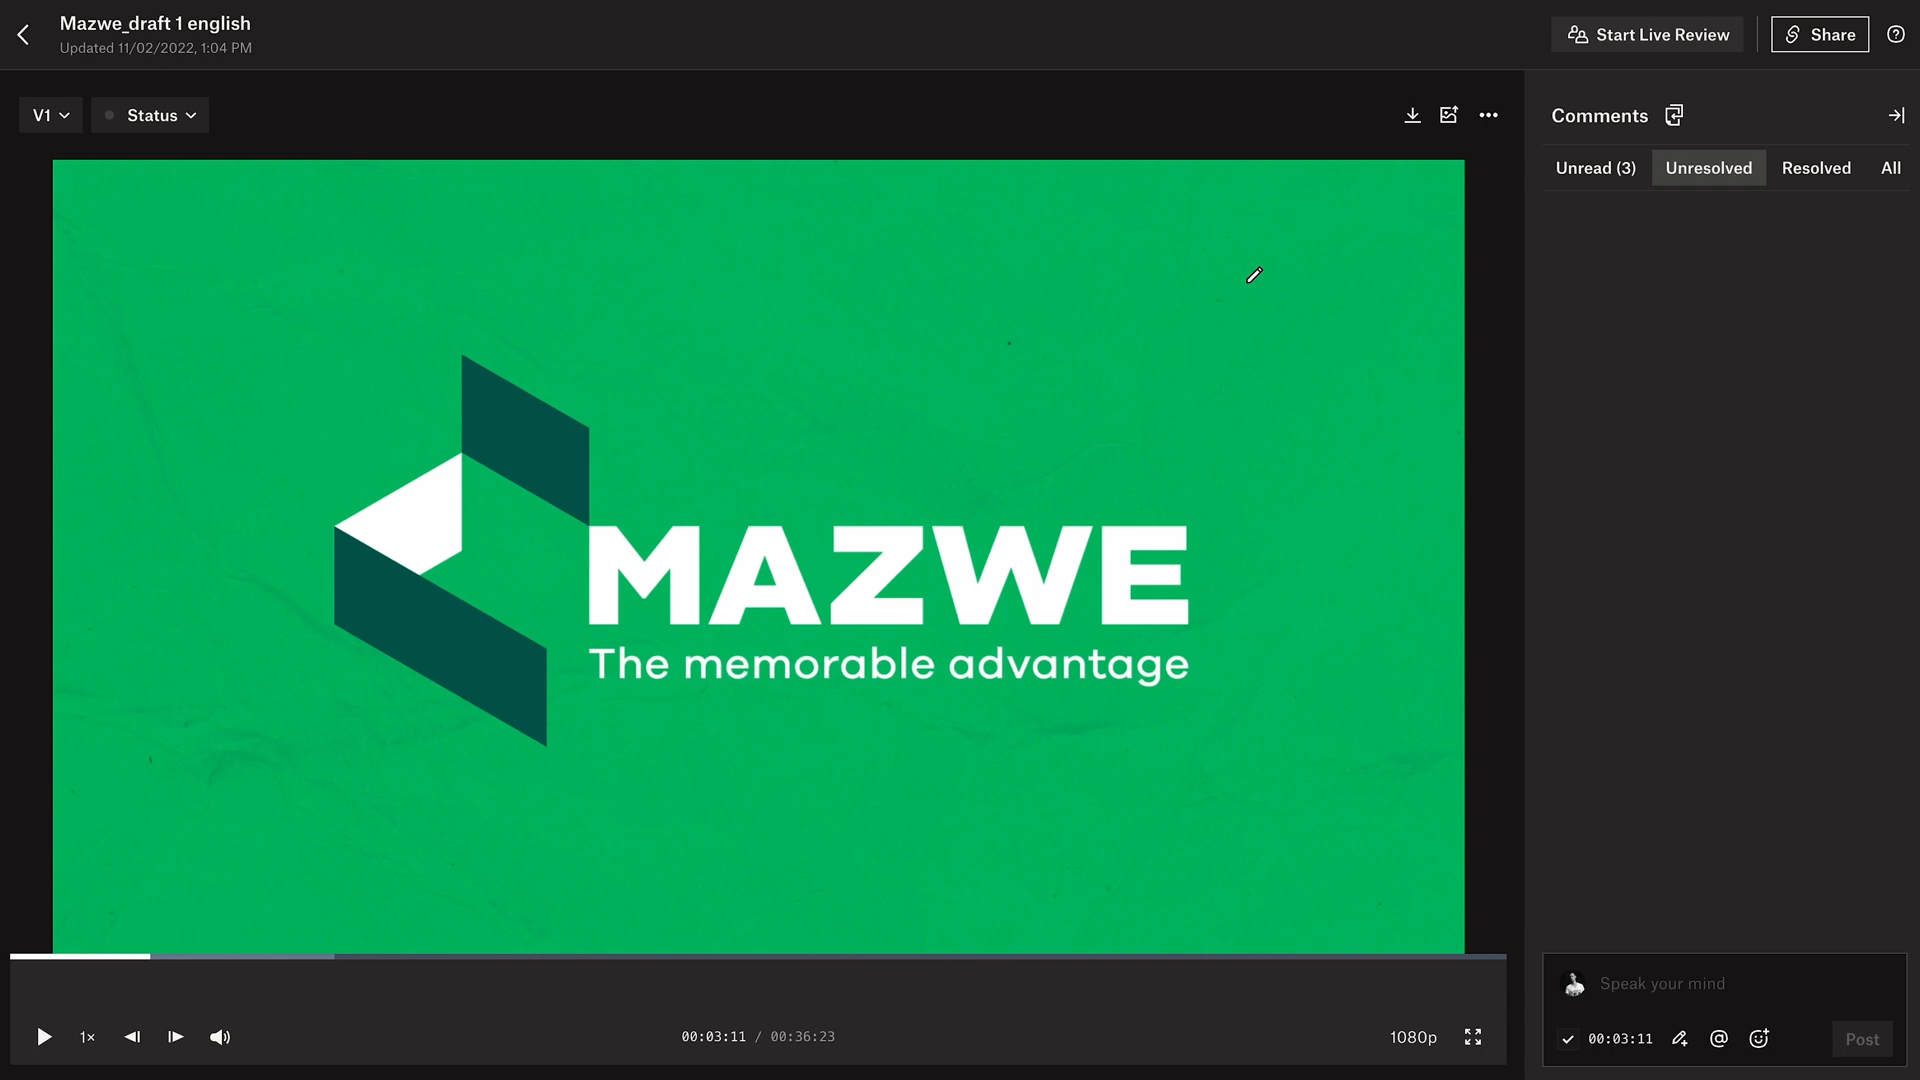 Mazwe_draft 1 english
Updated 11/02/2022, 1:04 PM
Start Live Review
Share
V1
Status
Comments
Unread (3)
Unresolved
Resolved
All
MAZWE
The memorable advantage
Speak your mind
1×
00:03:11 / 00:36:23
1080p
00:03:11
Post